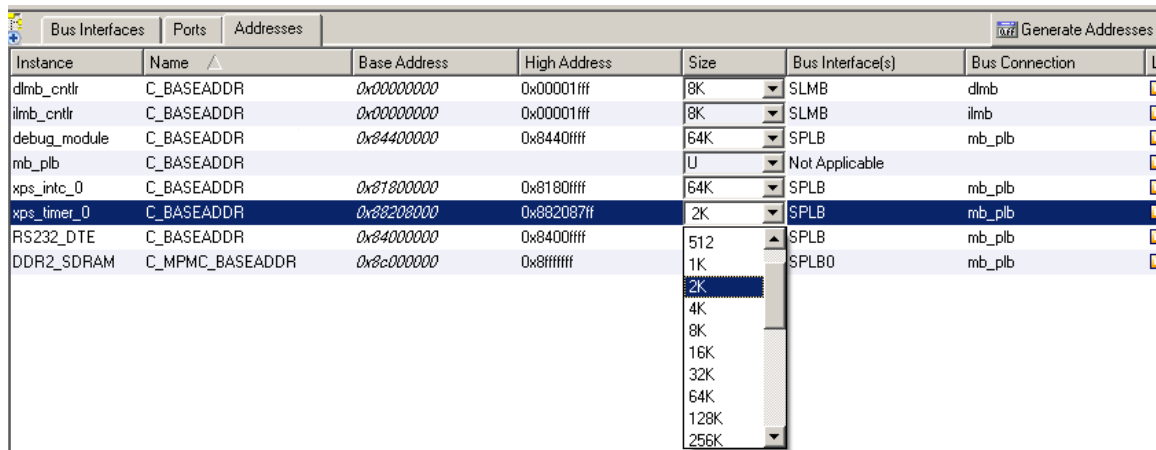 Bus Interfaces Ports Addresses Generate Addresses
Instance Name Base Address High Address Size Bus Interface(s) Bus Connection L
dlmb_cntlr C_BASEADDR 0x00000000 0x00001fff 8K SLMB dlmb
ilmb_cntlr C_BASEADDR 0x00000000 0x00001fff 8K SLMB ilmb
debug_module C_BASEADDR 0x84400000 0x8440ffff 64K SPLB mb_plb
mb_plb C_BASEADDR U Not Applicable
xps_intc_0 C_BASEADDR 0x81800000 0x8180ffff 64K SPLB mb_plb
xps_timer_0 C_BASEADDR 0x88208000 0x882087ff 2K SPLB mb_plb
RS232_DTE C_BASEADDR 0x84000000 0x8400ffff 512 SPLB mb_plb
DDR2_SDRAM C_MPMC_BASEADDR 0x8c000000 0x8fffffff 1K SPLB0 mb_plb
2K
4K
8K
16K
32K
64K
128K
256K